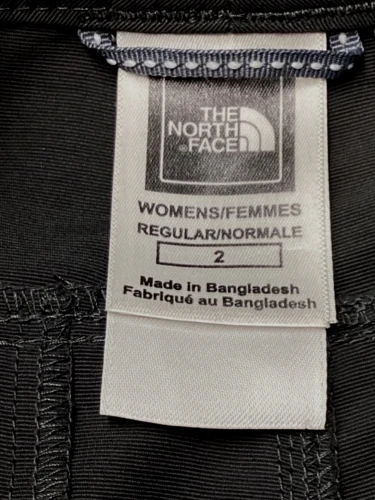 THE
NORTH
FACE
WOMENS/FEMMES
REGULAR/NORMALE
2
Made in Bangladesh
Fabriqué au Bangladesh